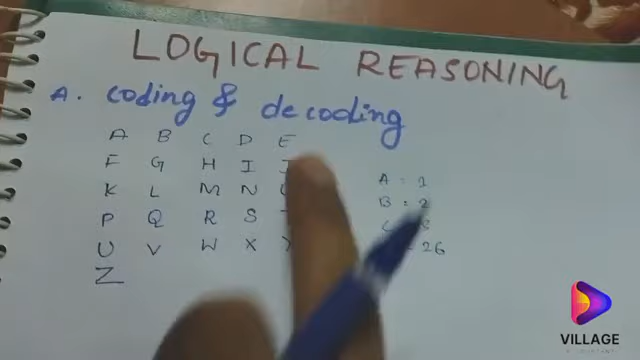 LOGICAL REASONING
A. coding & decoding
A B C D E
F G H I
K L M N
P Q R S
U V W X
Z
A = 1
B = 2
= 26
VILLAGE